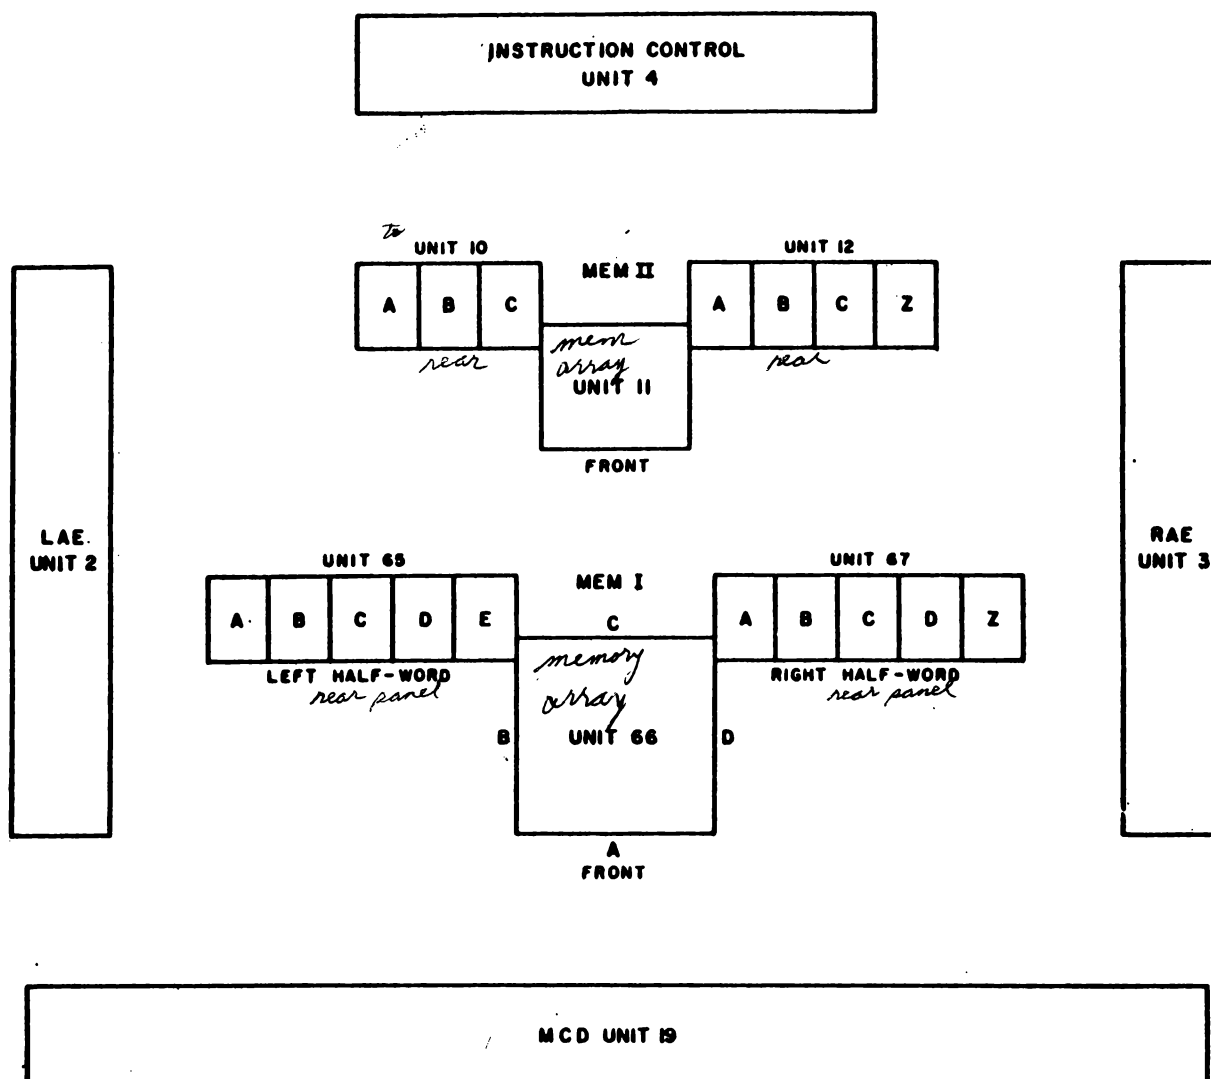 INSTRUCTION CONTROL
UNIT 4
to
UNIT 10
MEM II
UNIT 12
A B C
A B C Z
rear
mem
array
rear
UNIT 11
FRONT
LAE
UNIT 2
RAE
UNIT 3
UNIT 65
MEM I
UNIT 67
A B C D E
C
A B C D Z
LEFT HALF-WORD
rear panel
memory
array
RIGHT HALF-WORD
rear panel
B
UNIT 66
D
A
FRONT
MCD UNIT 19